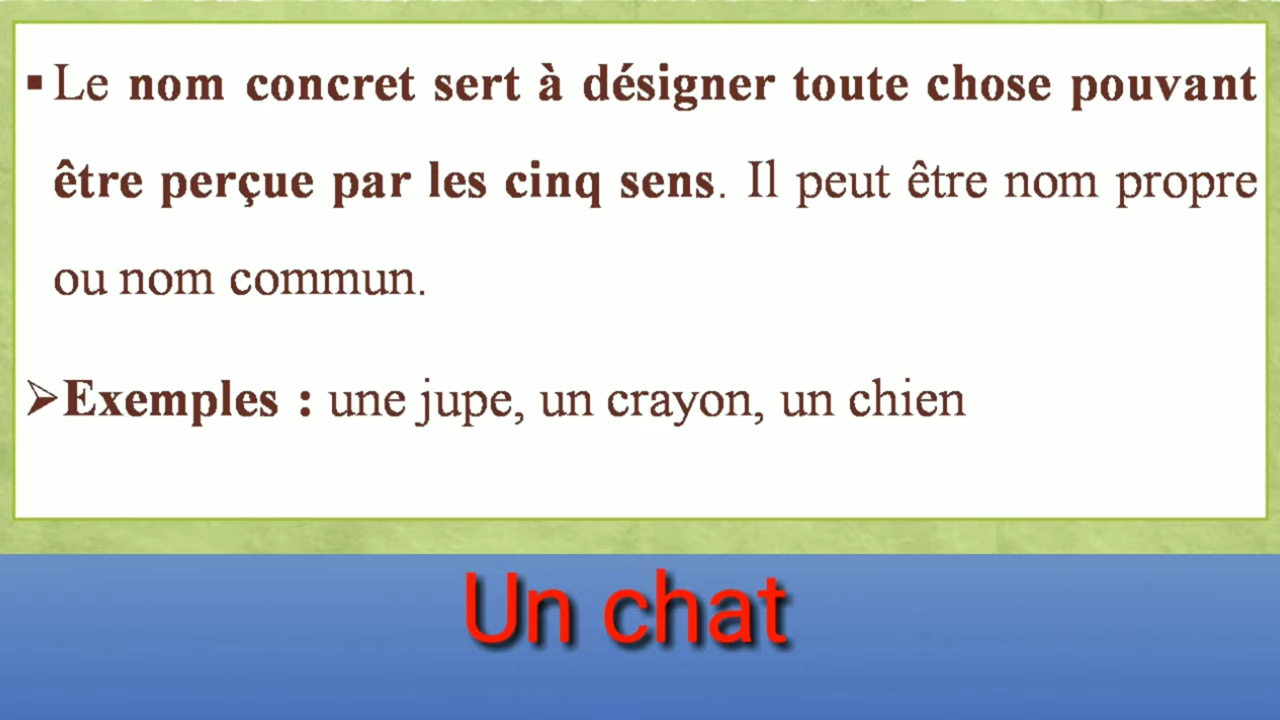 ▪ Le nom concret sert à désigner toute chose pouvant
être perçue par les cinq sens. Il peut être nom propre
ou nom commun.
➢ Exemples : une jupe, un crayon, un chien
Un chat